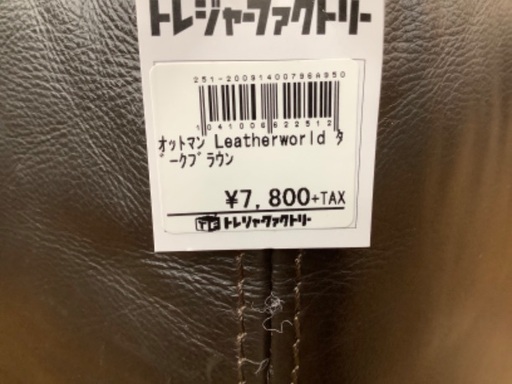 トレジャーファクトリー
251-20091400796A950
1041006622512
オットマン Leatherworld ダ
ークブラウン
¥7,800+TAX
TF トレジャーファクトリー